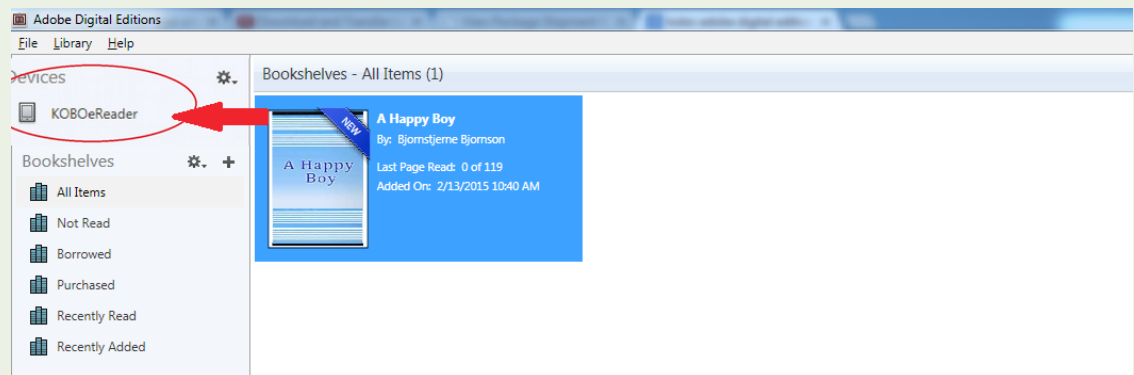 Adobe Digital Editions
File Library Help
Devices
KOBOeReader
Bookshelves
All Items
Not Read
Borrowed
Purchased
Recently Read
Recently Added
Bookshelves - All Items (1)
NEW
A Happy
Boy
A Happy Boy
By: Bjornstjerne Bjornson
Last Page Read: 0 of 119
Added On: 2/13/2015 10:40 AM